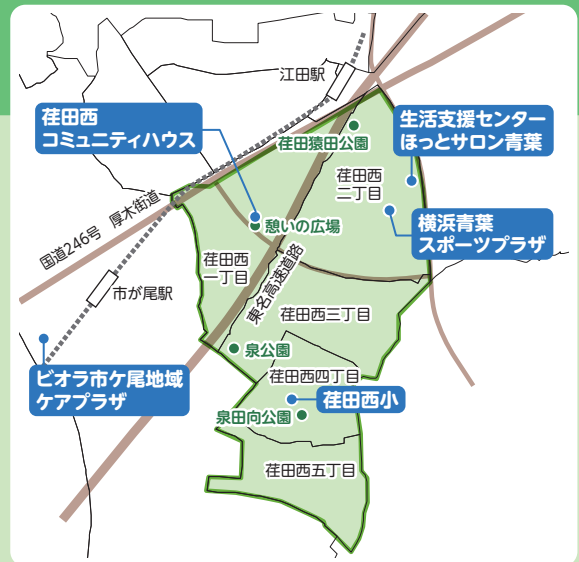 江田駅
荏田西
コミュニティハウス
生活支援センター
ほっとサロン青葉
荏田猿田公園
荏田西
二丁目
横浜青葉
スポーツプラザ
国道246号 厚木街道
憩いの広場
荏田西
一丁目
東名高速道路
市が尾駅
荏田西三丁目
泉公園
ビオラ市ケ尾地域
ケアプラザ
荏田西四丁目
荏田西小
泉田向公園
荏田西五丁目